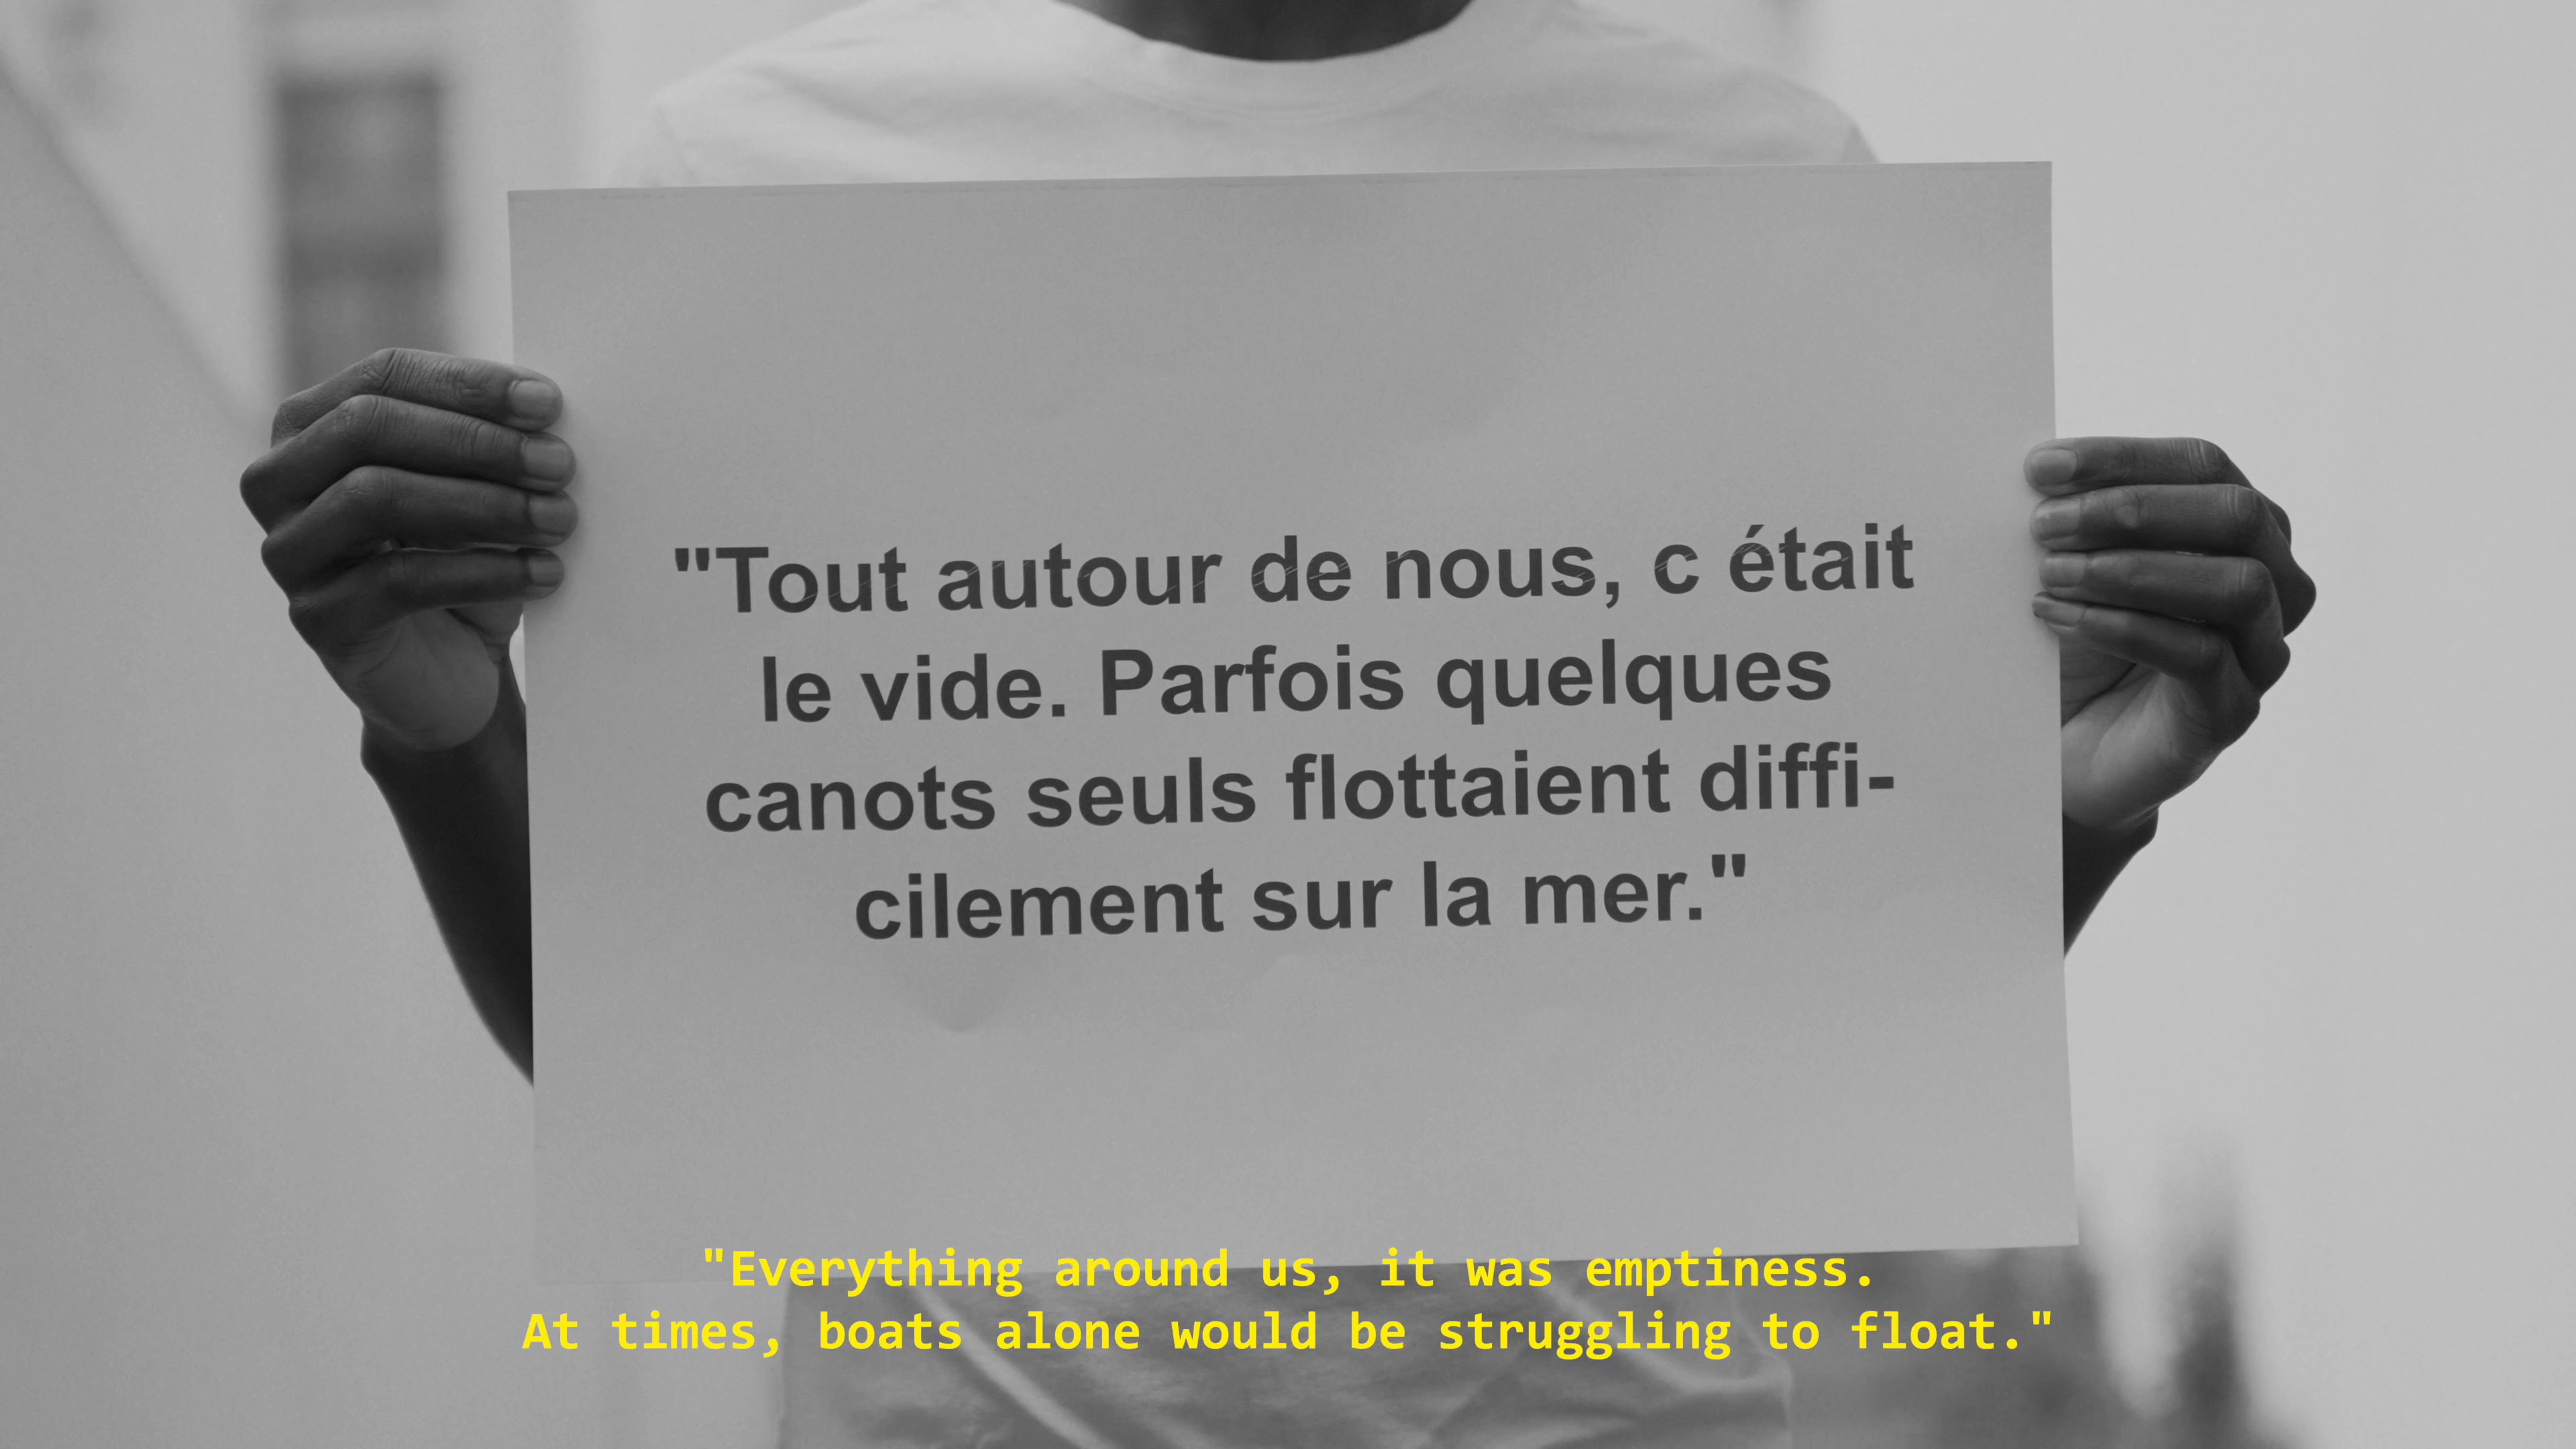 "Tout autour de nous, c était
le vide. Parfois quelques
canots seuls flottaient diffi-
cilement sur la mer."
"Everything around us, it was emptiness.
At times, boats alone would be struggling to float."